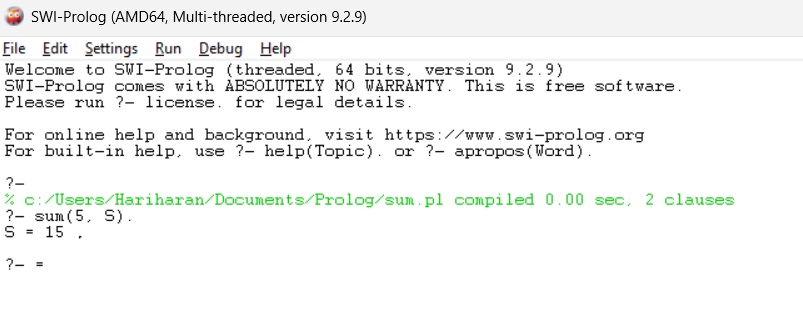 SWI-Prolog (AMD64, Multi-threaded, version 9.2.9)
File Edit Settings Run Debug Help
Welcome to SWI-Prolog (threaded, 64 bits, version 9.2.9)
SWI-Prolog comes with ABSOLUTELY NO WARRANTY. This is free software.
Please run ?- license. for legal details.
For online help and background, visit https://www.swi-prolog.org
For built-in help, use ?- help(Topic). or ?- apropos(Word).
?-
% c:/Users/Hariharan/Documents/Prolog/sum.pl compiled 0.00 sec, 2 clauses
?- sum(5, S).
S = 15 .
?- =